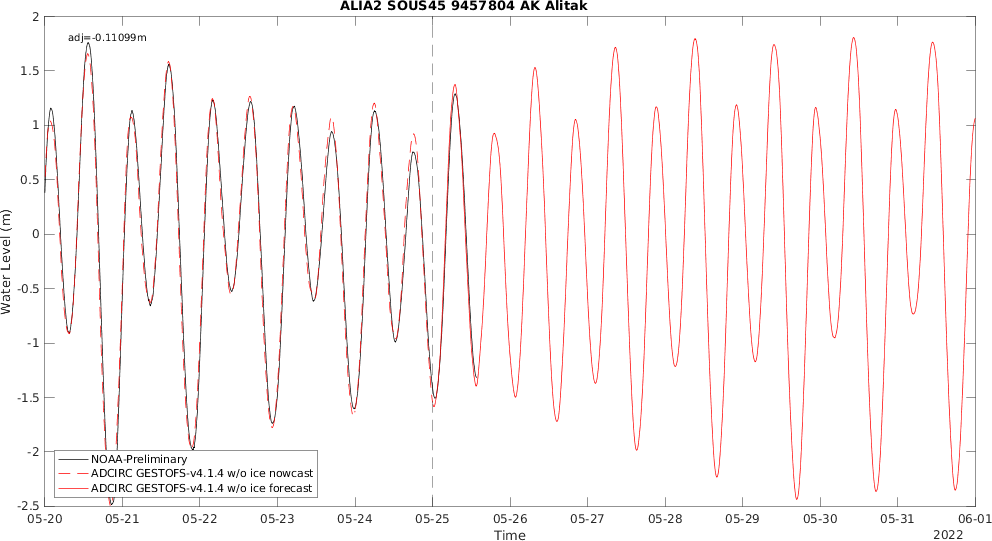 ALIA2 SOUS45 9457804 AK Alitak
adj=-0.11099m
2
1.5
1
0.5
0
-0.5
-1
-1.5
-2
-2.5
Water Level (m)
NOAA-Preliminary
ADCIRC GESTOFS-v4.1.4 w/o ice nowcast
ADCIRC GESTOFS-v4.1.4 w/o ice forecast
05-20 05-21 05-22 05-23 05-24 05-25 05-26 05-27 05-28 05-29 05-30 05-31 06-01
Time
2022